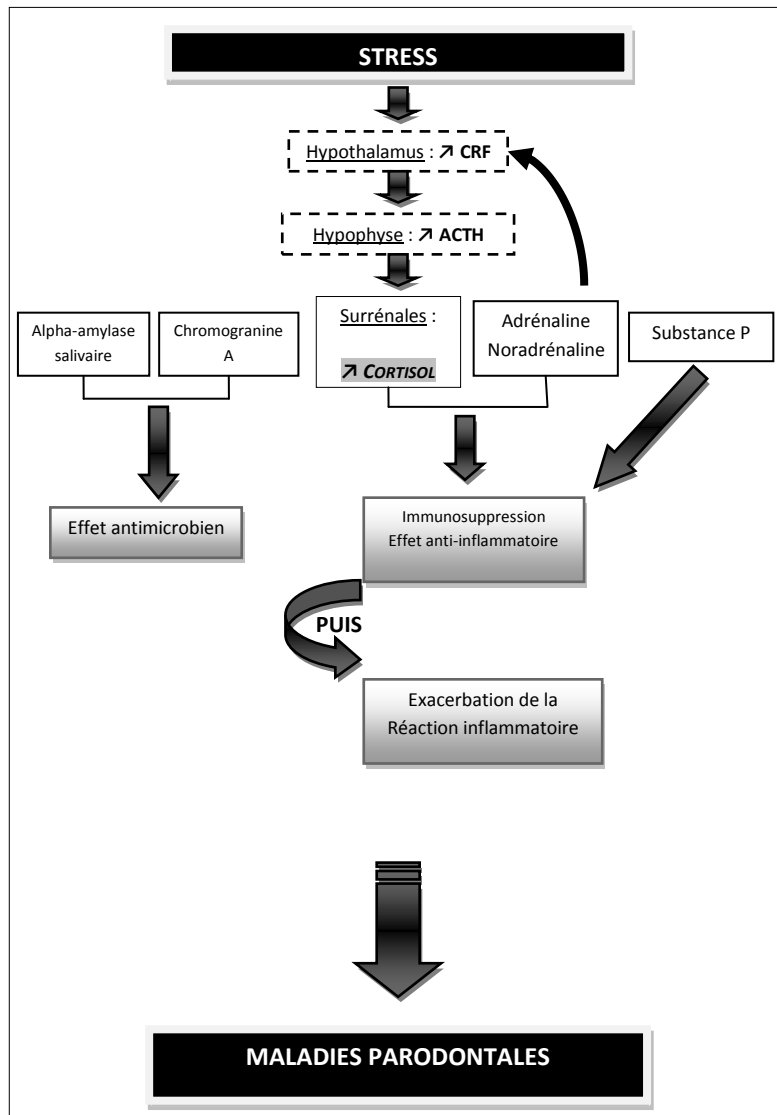 STRESS
Hypothalamus : ↗ CRF
Hypophyse : ↗ ACTH
Alpha-amylase
salivaire
Chromogranine
A
Surrénales :
↗ CORTISOL
Adrénaline
Noradrénaline
Substance P
Effet antimicrobien
Immunosuppression
Effet anti-inflammatoire
PUIS
Exacerbation de la
Réaction inflammatoire
MALADIES PARODONTALES